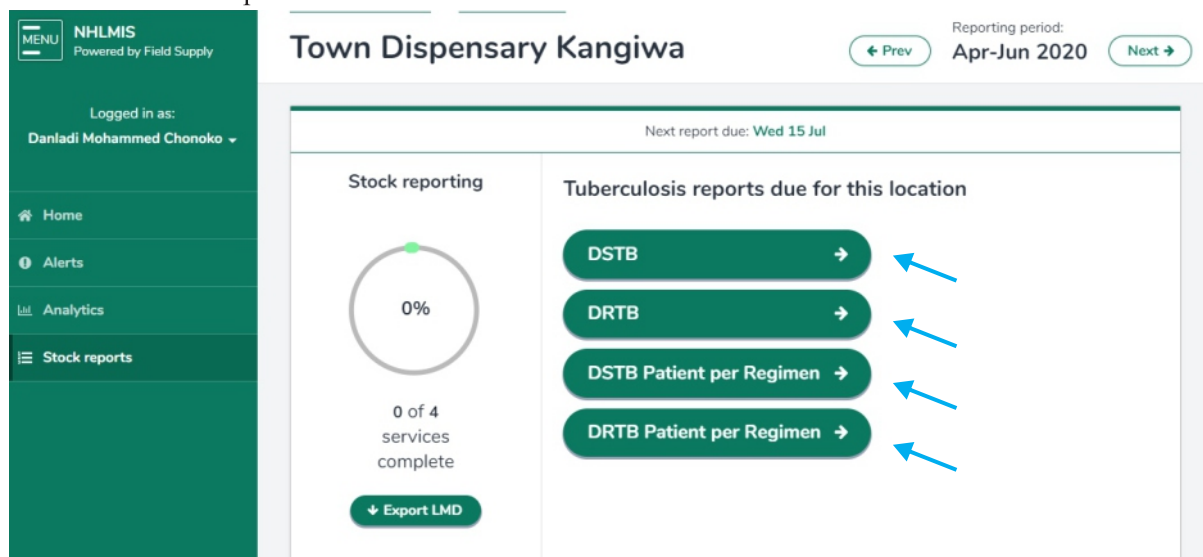 MENU
NHLMIS
Powered by Field Supply
Logged in as:
Danladi Mohammed Chonoko
Home
Alerts
Analytics
Stock reports
Town Dispensary Kangiwa
← Prev
Reporting period:
Apr-Jun 2020
Next →
Next report due: Wed 15 Jul
Stock reporting
0%
0 of 4
services
complete
↓ Export LMD
Tuberculosis reports due for this location
DSTB →
DRTB →
DSTB Patient per Regimen →
DRTB Patient per Regimen →